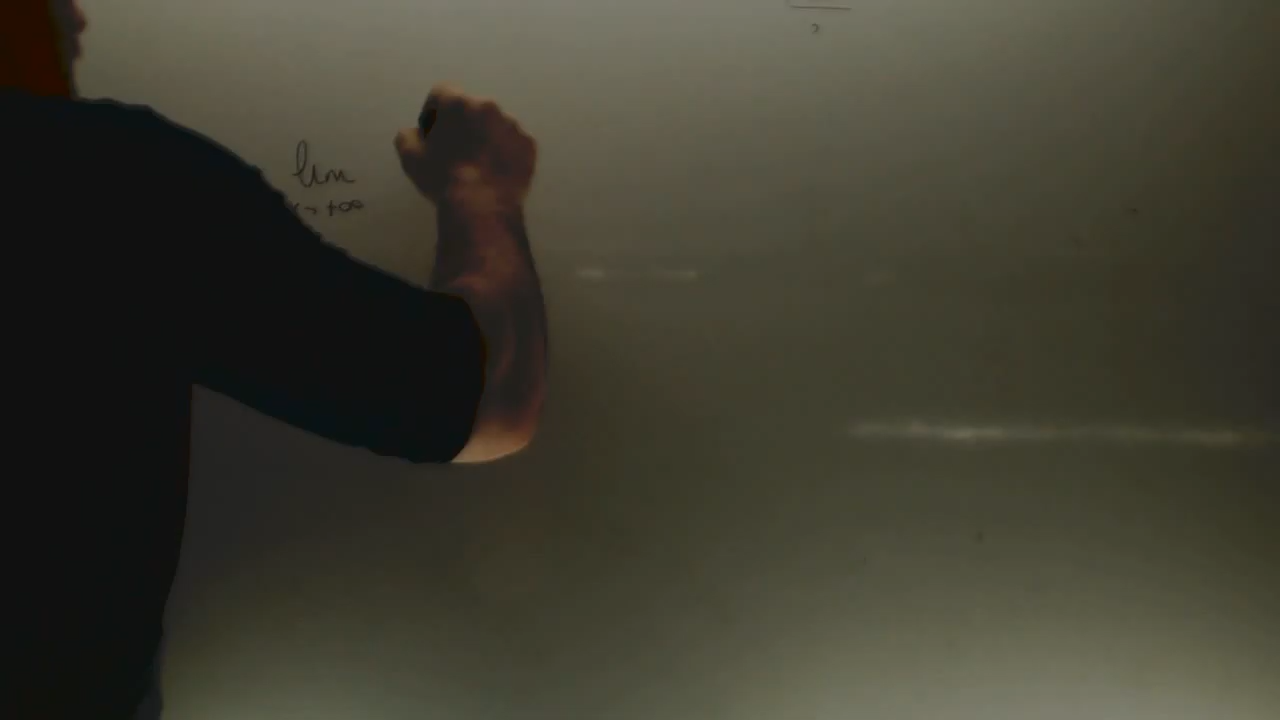 lim
x→ +∞